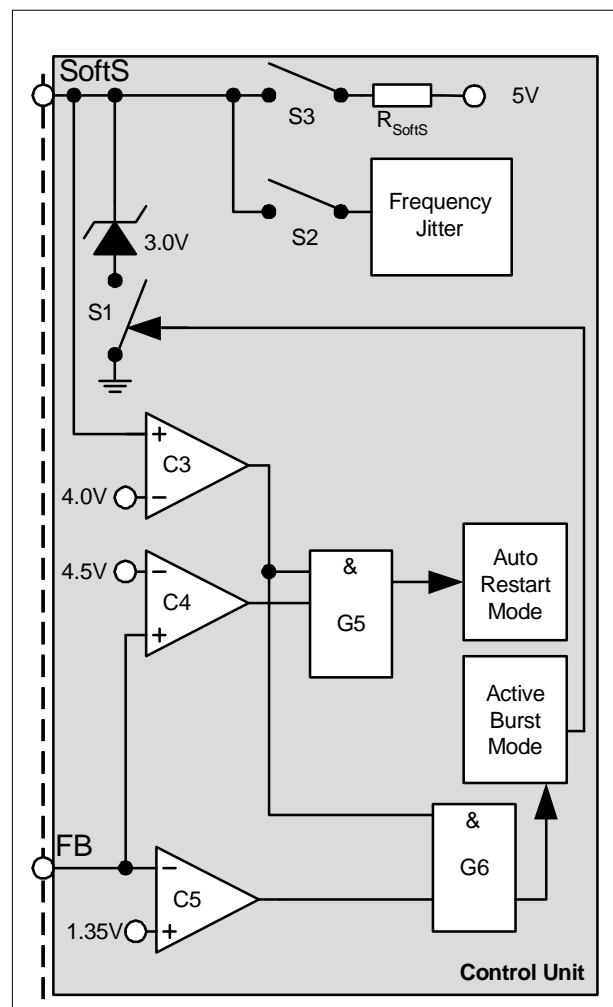 SoftS
5V
S3
R SoftS
Frequency
Jitter
S2
3.0V
S1
+
C3
4.0V
−
4.5V
−
C4
+
&
G5
Auto
Restart
Mode
Active
Burst
Mode
FB
&
G6
−
C5
1.35V
+
Control Unit